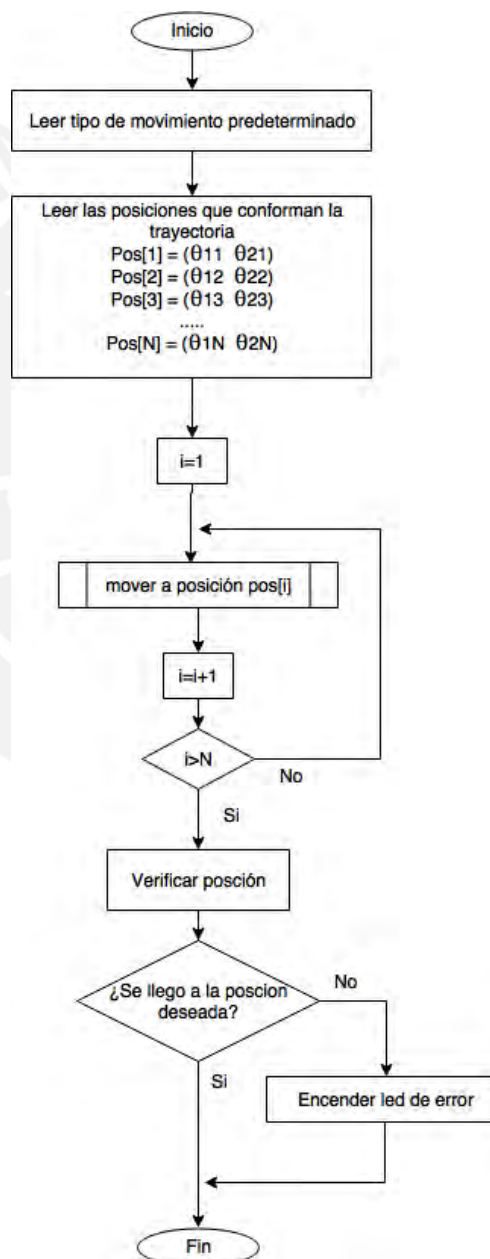 Inicio
Leer tipo de movimiento predeterminado
Leer las posiciones que conforman la
trayectoria
Pos[1] = (θ11 θ21)
Pos[2] = (θ12 θ22)
Pos[3] = (θ13 θ23)
.....
Pos[N] = (θ1N θ2N)
i=1
mover a posición pos[i]
i=i+1
i>N
No
Si
Verificar posción
¿Se llego a la poscion
deseada?
No
Si
Encender led de error
Fin